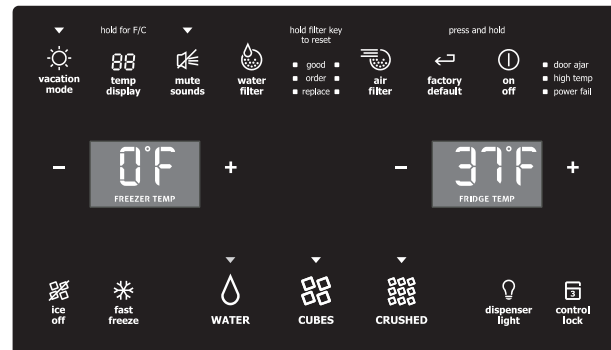 hold for F/C
hold filter key
to reset
press and hold
88
vacation
mode
temp
display
mute
sounds
water
filter
good
order
replace
air
filter
factory
default
on
off
door ajar
high temp
power fail
- 0°F +
FREEZER TEMP
- 37°F +
FRIDGE TEMP
ice
off
fast
freeze
WATER
CUBES
CRUSHED
dispenser
light
3
control
lock